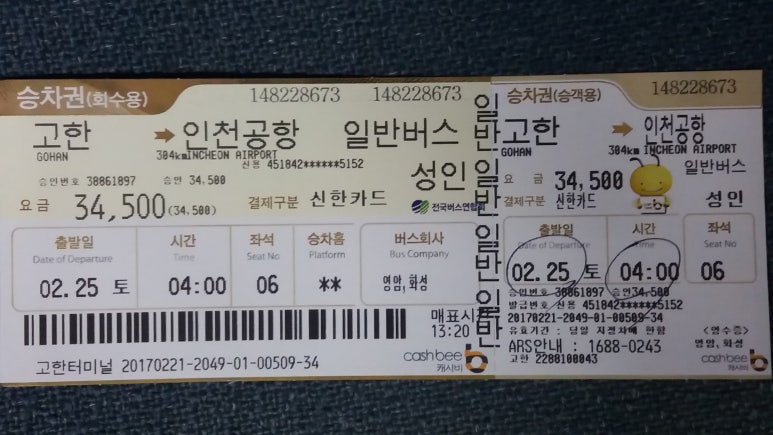 승차권(회수용)
148228673
148228673
고한
인천공항
일반버스
GOHAN
304km INCHEON AIRPORT
신용 451842******5152
성인
승인번호 38861897
승인 34,500
요금 34,500(34,500)
결제구분 신한카드
전국버스연합회
출발일
시간
좌석
승차홈
버스회사
Date of Departure
Time
Seat No
Platform
Bus Company
02.25 토
04:00
06
**
영암,화성
매표시각
13:20
고한터미널 20170221-2049-01-00509-34
cashbee
캐시비
일반 일반 일반 일반
승차권(승객용)
148228673
고한
인천공항
GOHAN
304km INCHEON AIRPORT
일반버스
요금 34,500
결제구분 신한카드
성인
출발일
시간
좌석
Date of Departure
Time
Seat No
02.25 토
04:00
06
승인번호 38861897 승인34,500
발급번호 신용 451842******5152
20170221-2049-01-00509-34
유효기간 : 당일 지정차에 한함
<영수증>
ARS안내 : 1688-0243
영암,화성
고한 2288100043
cashbee
캐시비